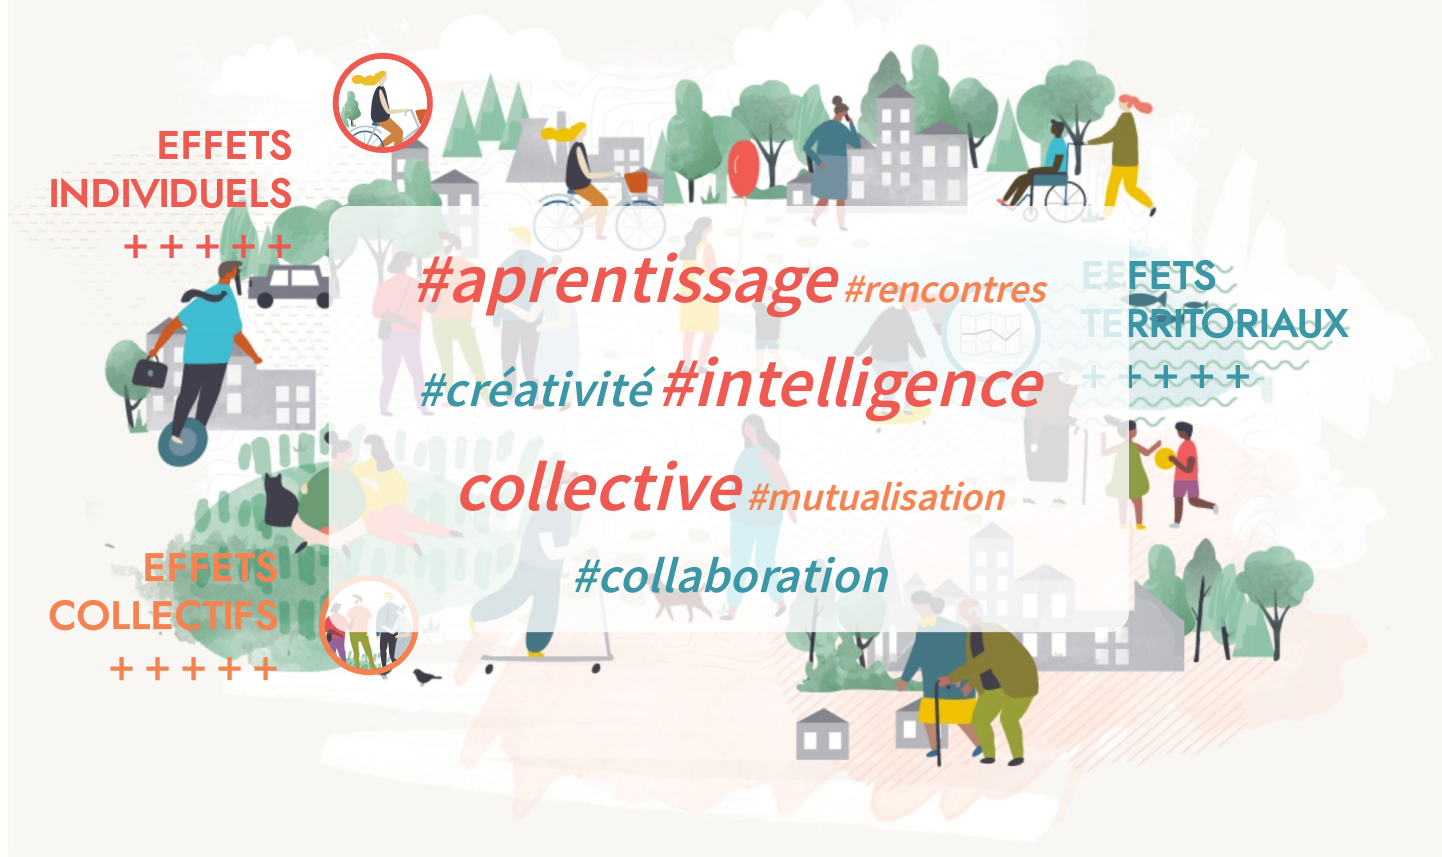 EFFETS
INDIVIDUELS
+ + + + +
#aprentissage #rencontres
#créativité #intelligence
collective #mutualisation
#collaboration
EFFETS
TERRITORIAUX
+ + + + +
EFFETS
COLLECTIFS
+ + + + +